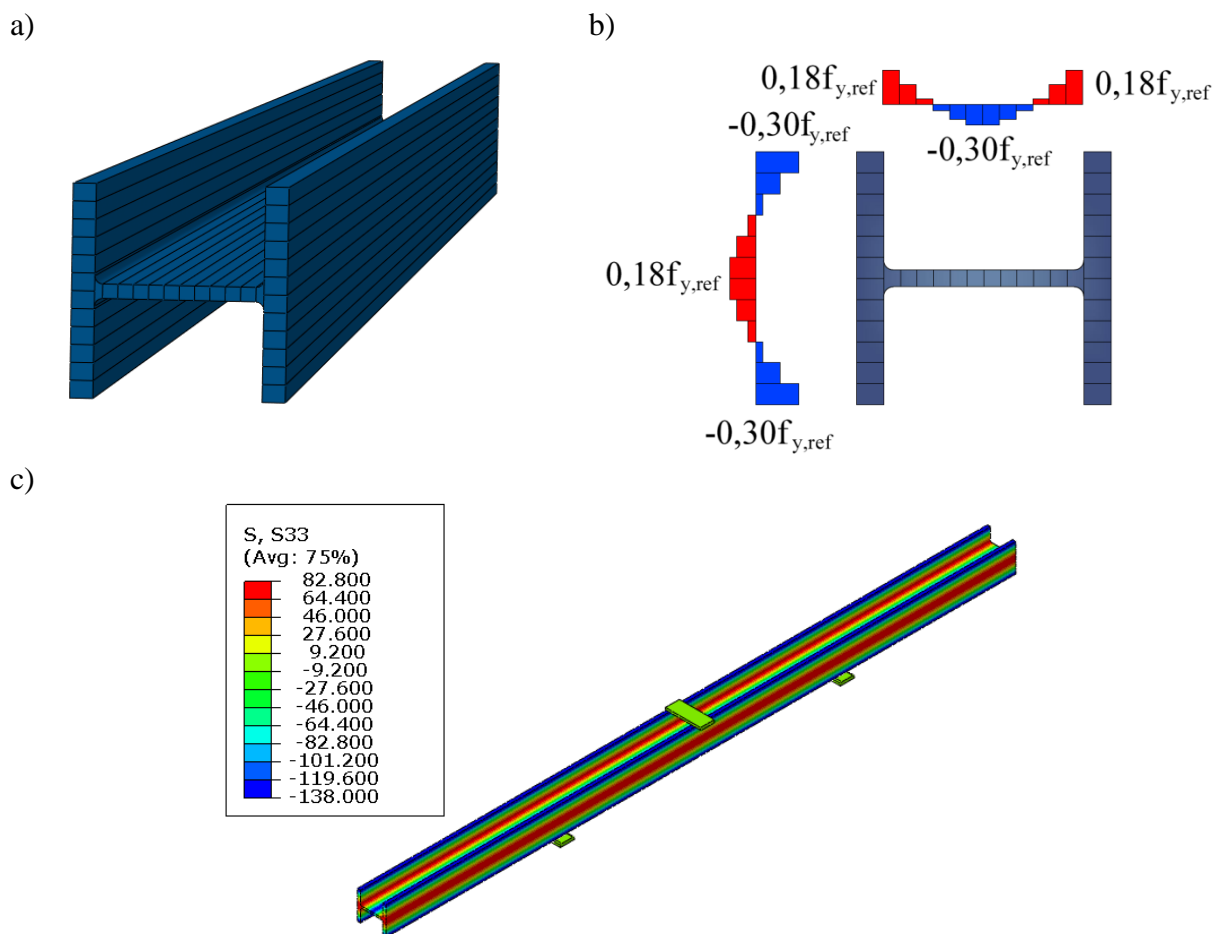 a)
b)
0,18fy,ref
0,18fy,ref
-0,30fy,ref
-0,30fy,ref
0,18fy,ref
-0,30fy,ref
c)
S, S33
(Avg: 75%)
82.800
64.400
46.000
27.600
9.200
-9.200
-27.600
-46.000
-64.400
-82.800
-101.200
-119.600
-138.000